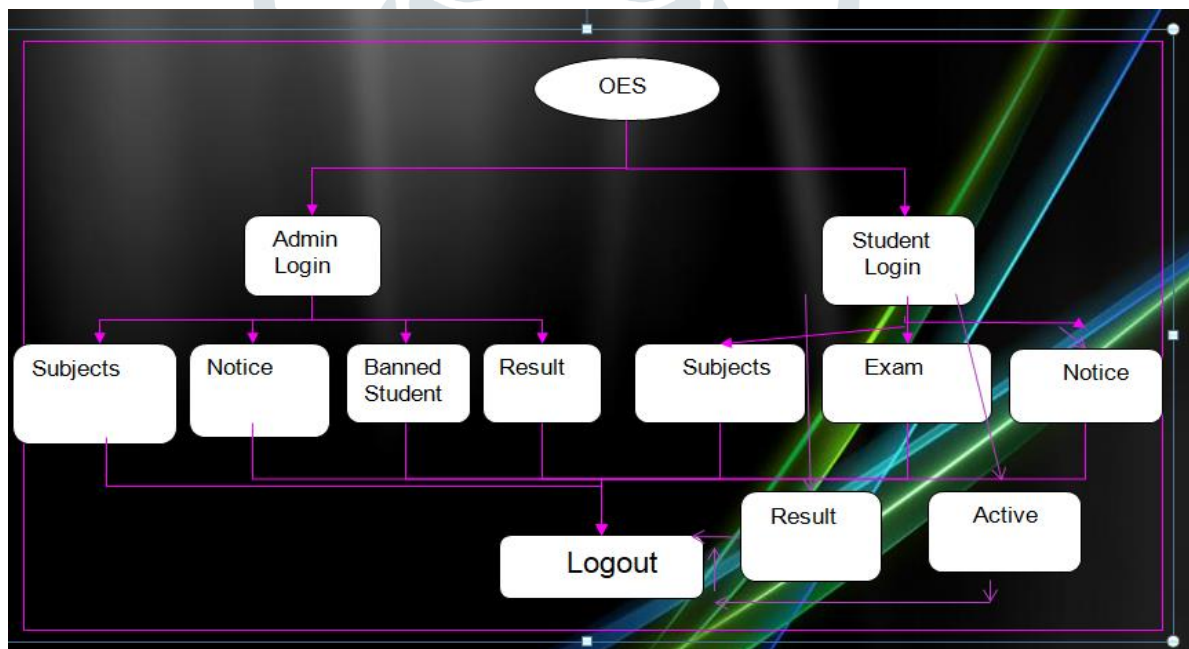 OES
Admin
Login
Student
Login
Subjects
Notice
Banned
Student
Result
Subjects
Exam
Notice
Result
Active
Logout